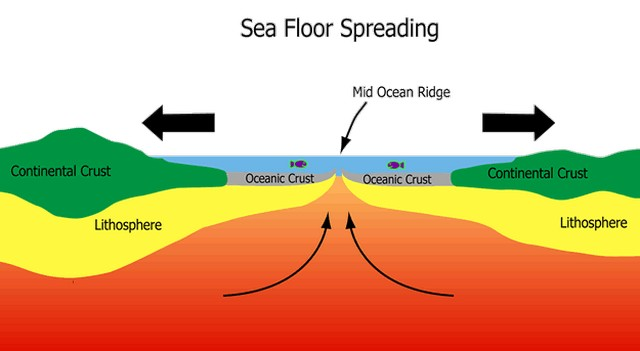 Sea Floor Spreading
Mid Ocean Ridge
Continental Crust
Oceanic Crust
Oceanic Crust
Continental Crust
Lithosphere
Lithosphere